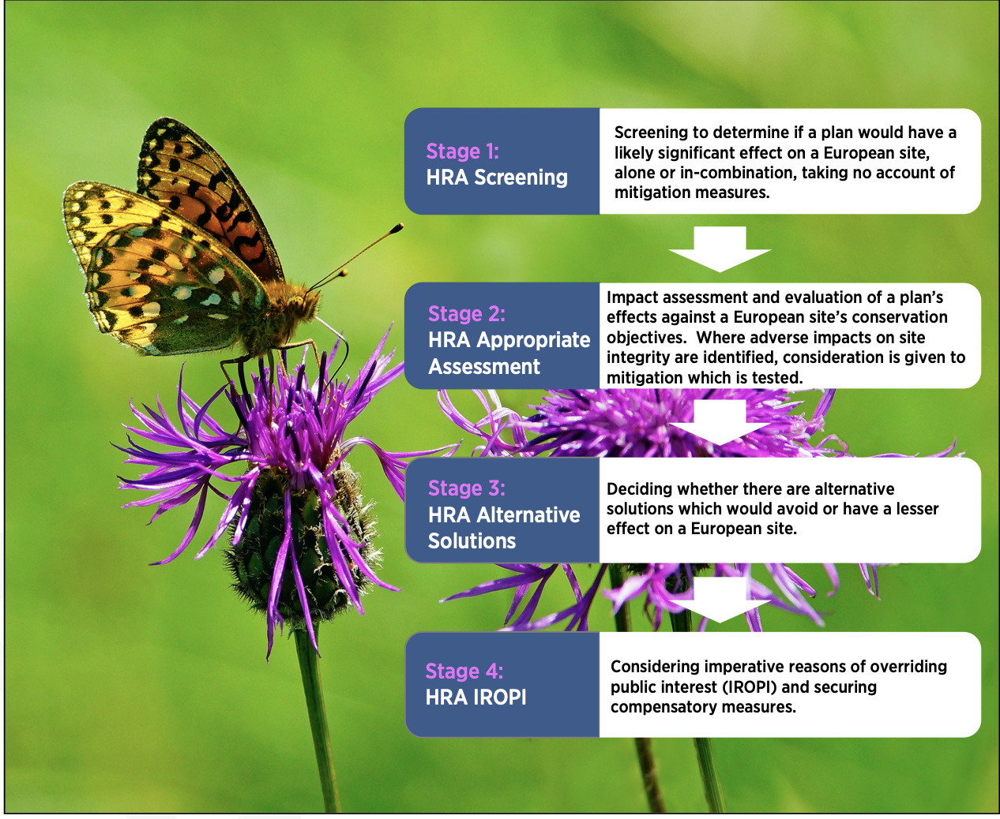 Stage 1:
HRA Screening
Screening to determine if a plan would have a
likely significant effect on a European site,
alone or in-combination, taking no account of
mitigation measures.
Stage 2:
HRA Appropriate
Assessment
Impact assessment and evaluation of a plan’s
effects against a European site’s conservation
objectives.  Where adverse impacts on site
integrity are identified, consideration is given to
mitigation which is tested.
Stage 3:
HRA Alternative
Solutions
Deciding whether there are alternative
solutions which would avoid or have a lesser
effect on a European site.
Stage 4:
HRA IROPI
Considering imperative reasons of overriding
public interest (IROPI) and securing
compensatory measures.